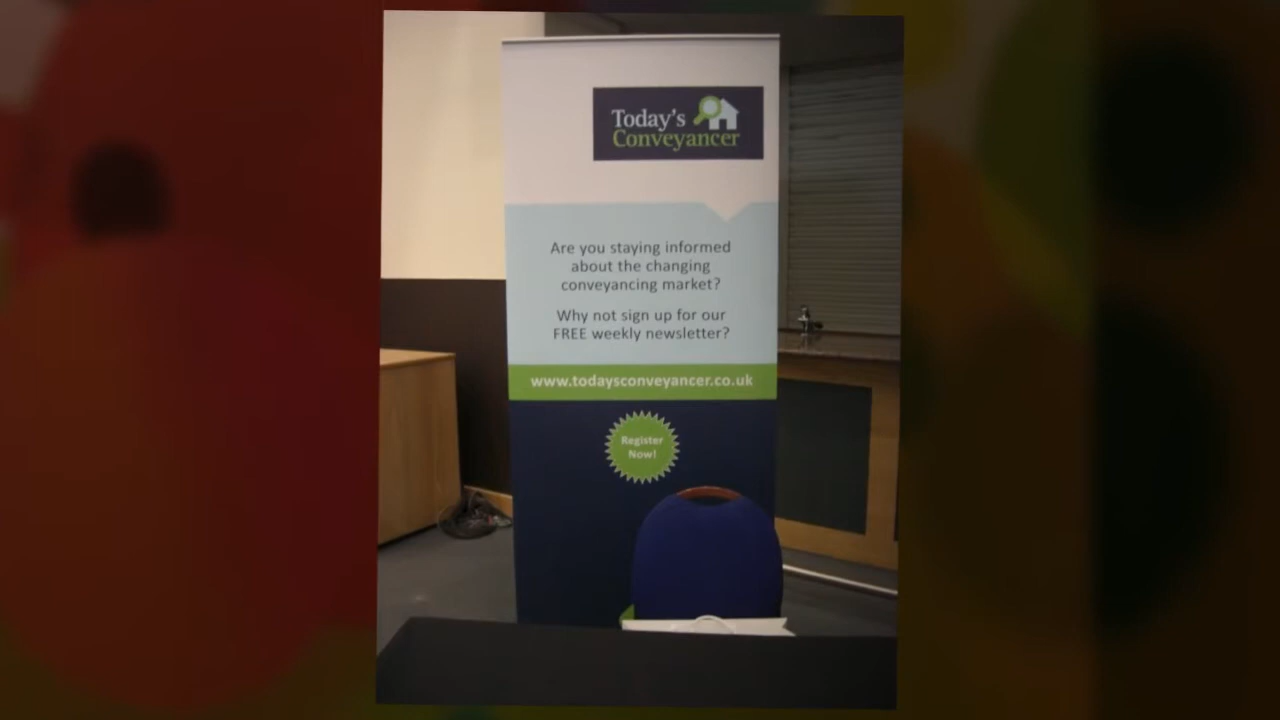 Today's
Conveyancer
Are you staying informed
about the changing
conveyancing market?
Why not sign up for our
FREE weekly newsletter?
www.todaysconveyancer.co.uk
Register
Now!